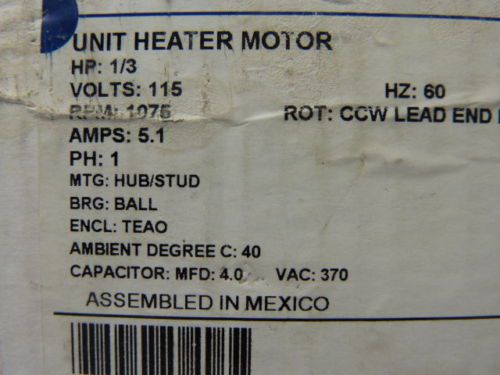 UNIT HEATER MOTOR
HP: 1/3
VOLTS: 115 HZ: 60
RPM: 1075 ROT: CCW LEAD END
AMPS: 5.1
PH: 1
MTG: HUB/STUD
BRG: BALL
ENCL: TEAO
AMBIENT DEGREE C: 40
CAPACITOR: MFD: 4.0 VAC: 370
ASSEMBLED IN MEXICO